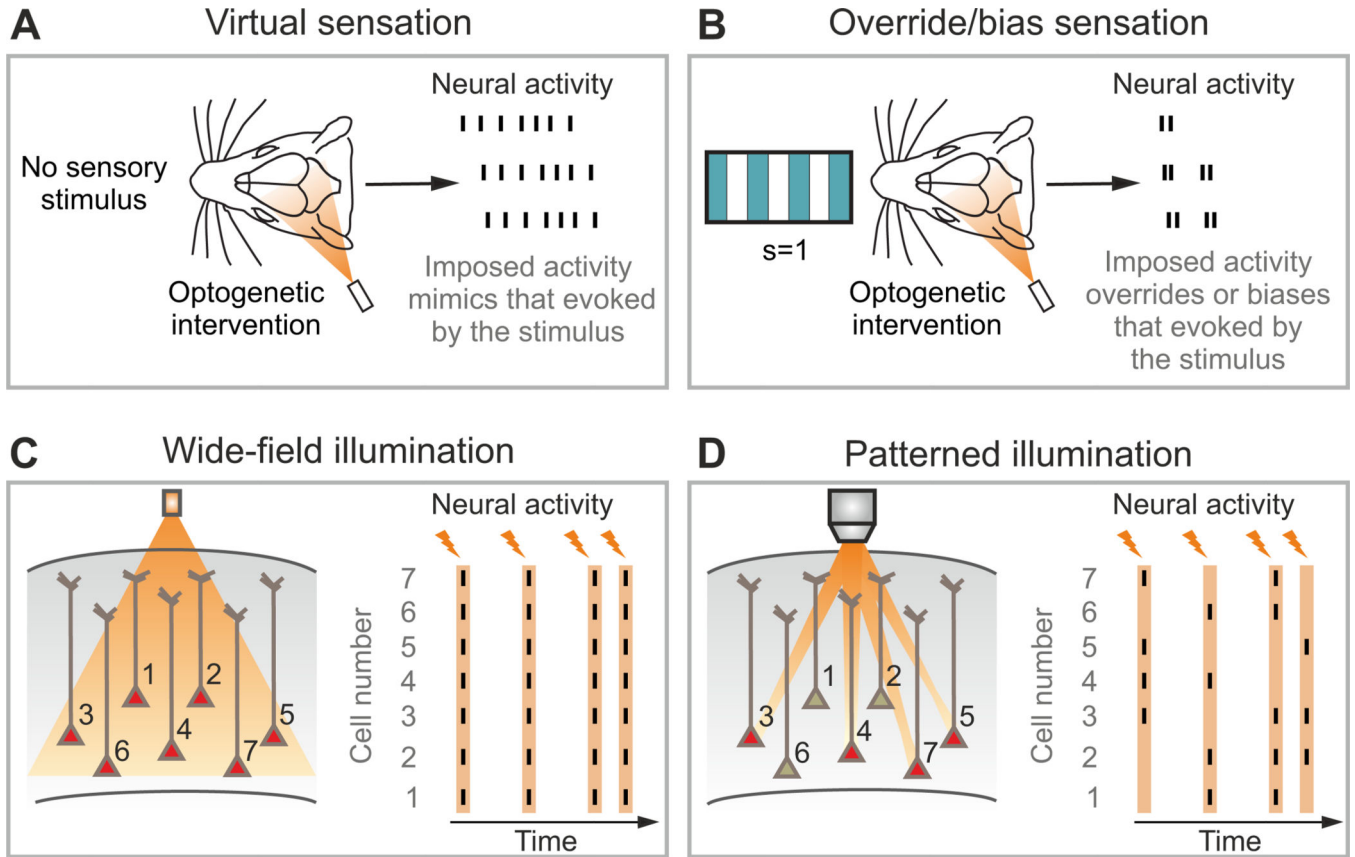 A Virtual sensation
No sensory
stimulus
Optogenetic
intervention
Neural activity
Imposed activity
mimics that evoked
by the stimulus
B Override/bias sensation
s=1
Optogenetic
intervention
Neural activity
Imposed activity
overrides or biases
that evoked by
the stimulus
C Wide-field illumination
1
2
3
4
5
6
7
Neural activity
Cell number
7
6
5
4
3
2
1
Time
D Patterned illumination
1
2
3
4
5
6
7
Neural activity
Cell number
7
6
5
4
3
2
1
Time